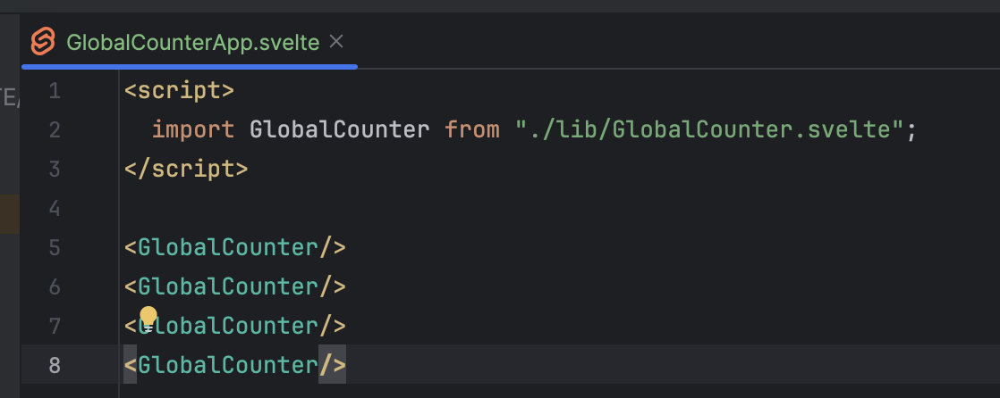 GlobalCounterApp.svelte
TE/
1 <script>
2 import GlobalCounter from "./lib/GlobalCounter.svelte";
3 </script>
4
5 <GlobalCounter/>
6 <GlobalCounter/>
7 <GlobalCounter/>
8 <GlobalCounter/>